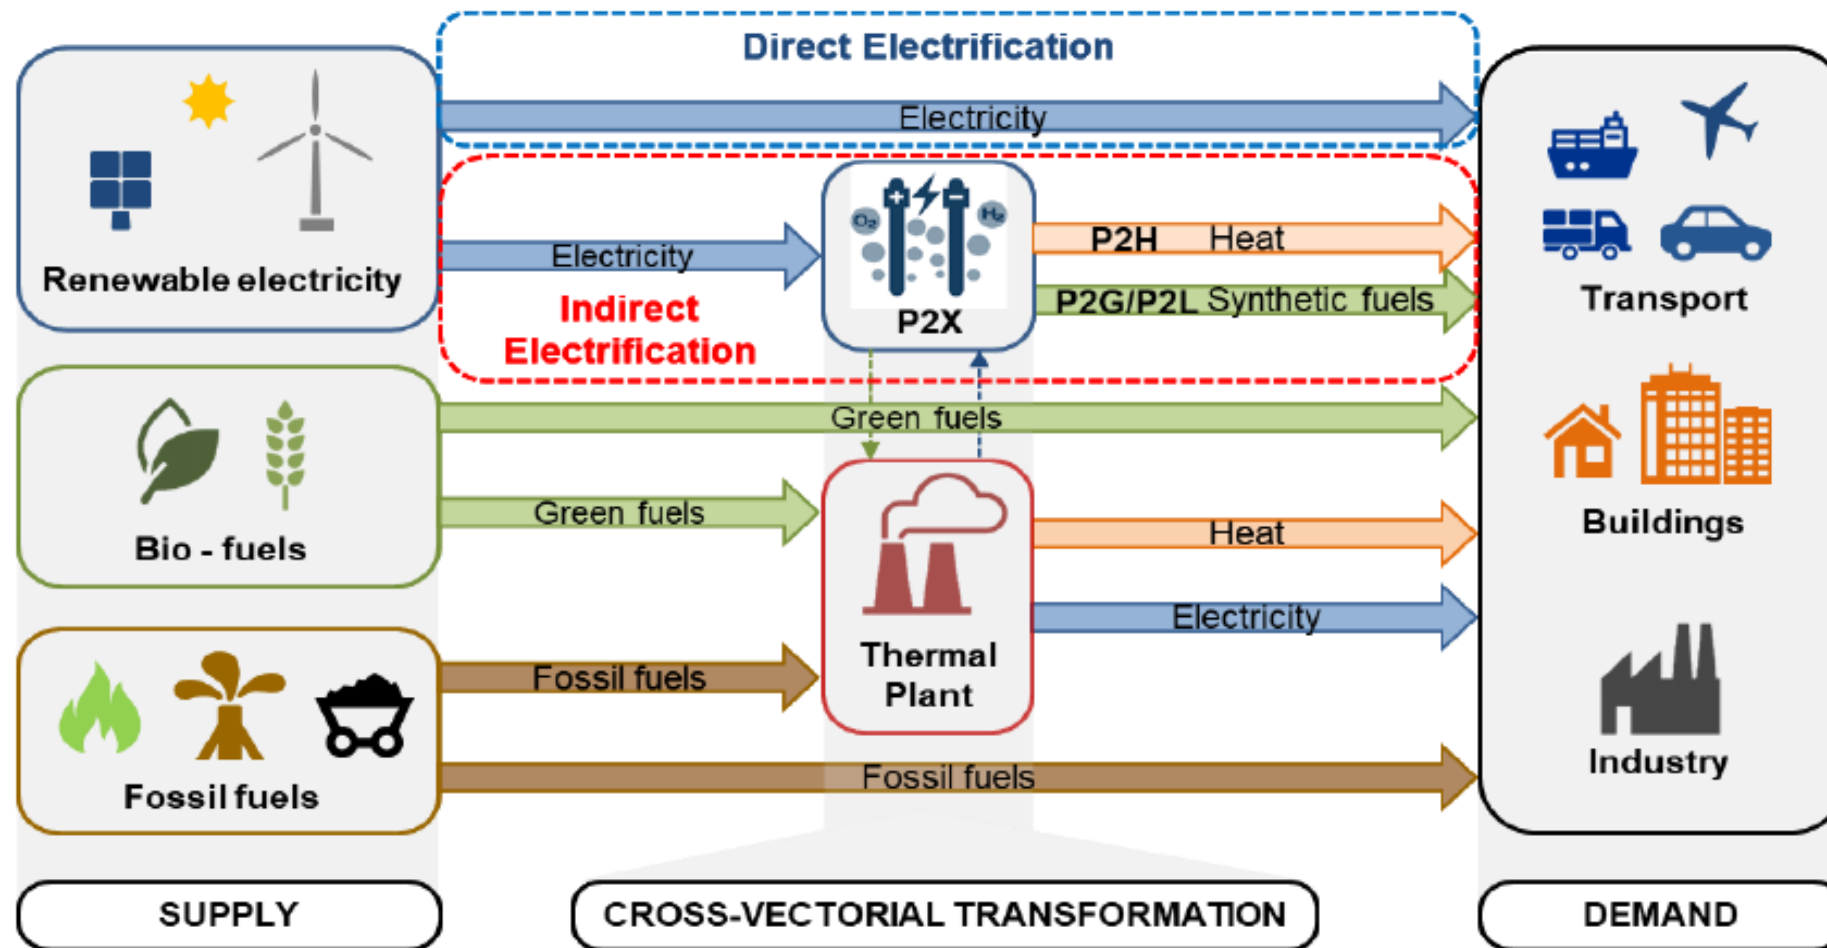 Direct Electrification
Electricity
Renewable electricity
Electricity
Indirect
Electrification
O₂
+
−
H₂
P2X
P2H Heat
P2G/P2L Synthetic fuels
Transport
Bio - fuels
Green fuels
Green fuels
Buildings
Heat
Electricity
Thermal
Plant
Fossil fuels
Fossil fuels
Fossil fuels
Industry
SUPPLY
CROSS-VECTORIAL TRANSFORMATION
DEMAND